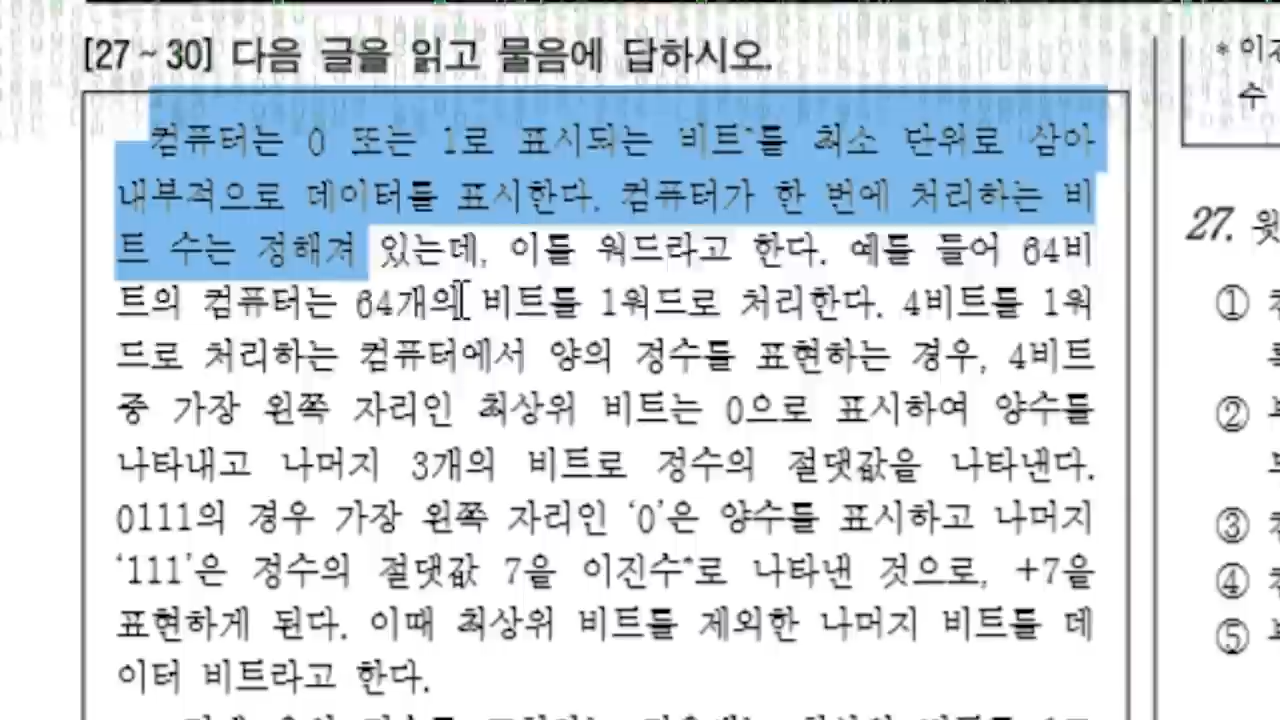 [27~30] 다음 글을 읽고 물음에 답하시오.
컴퓨터는 0 또는 1로 표시되는 비트*를 최소 단위로 삼아
내부적으로 데이터를 표시한다. 컴퓨터가 한 번에 처리하는 비
트 수는 정해져 있는데, 이를 워드라고 한다. 예를 들어 64비
트의 컴퓨터는 64개의 비트를 1워드로 처리한다. 4비트를 1워
드로 처리하는 컴퓨터에서 양의 정수를 표현하는 경우, 4비트
중 가장 왼쪽 자리인 최상위 비트는 0으로 표시하여 양수를
나타내고 나머지 3개의 비트로 정수의 절댓값을 나타낸다.
0111의 경우 가장 왼쪽 자리인 ‘0’은 양수를 표시하고 나머지
‘111’은 정수의 절댓값 7을 이진수*로 나타낸 것으로, +7을
표현하게 된다. 이때 최상위 비트를 제외한 나머지 비트를 데
이터 비트라고 한다.
*
수
27.
①
②
③
④
⑤